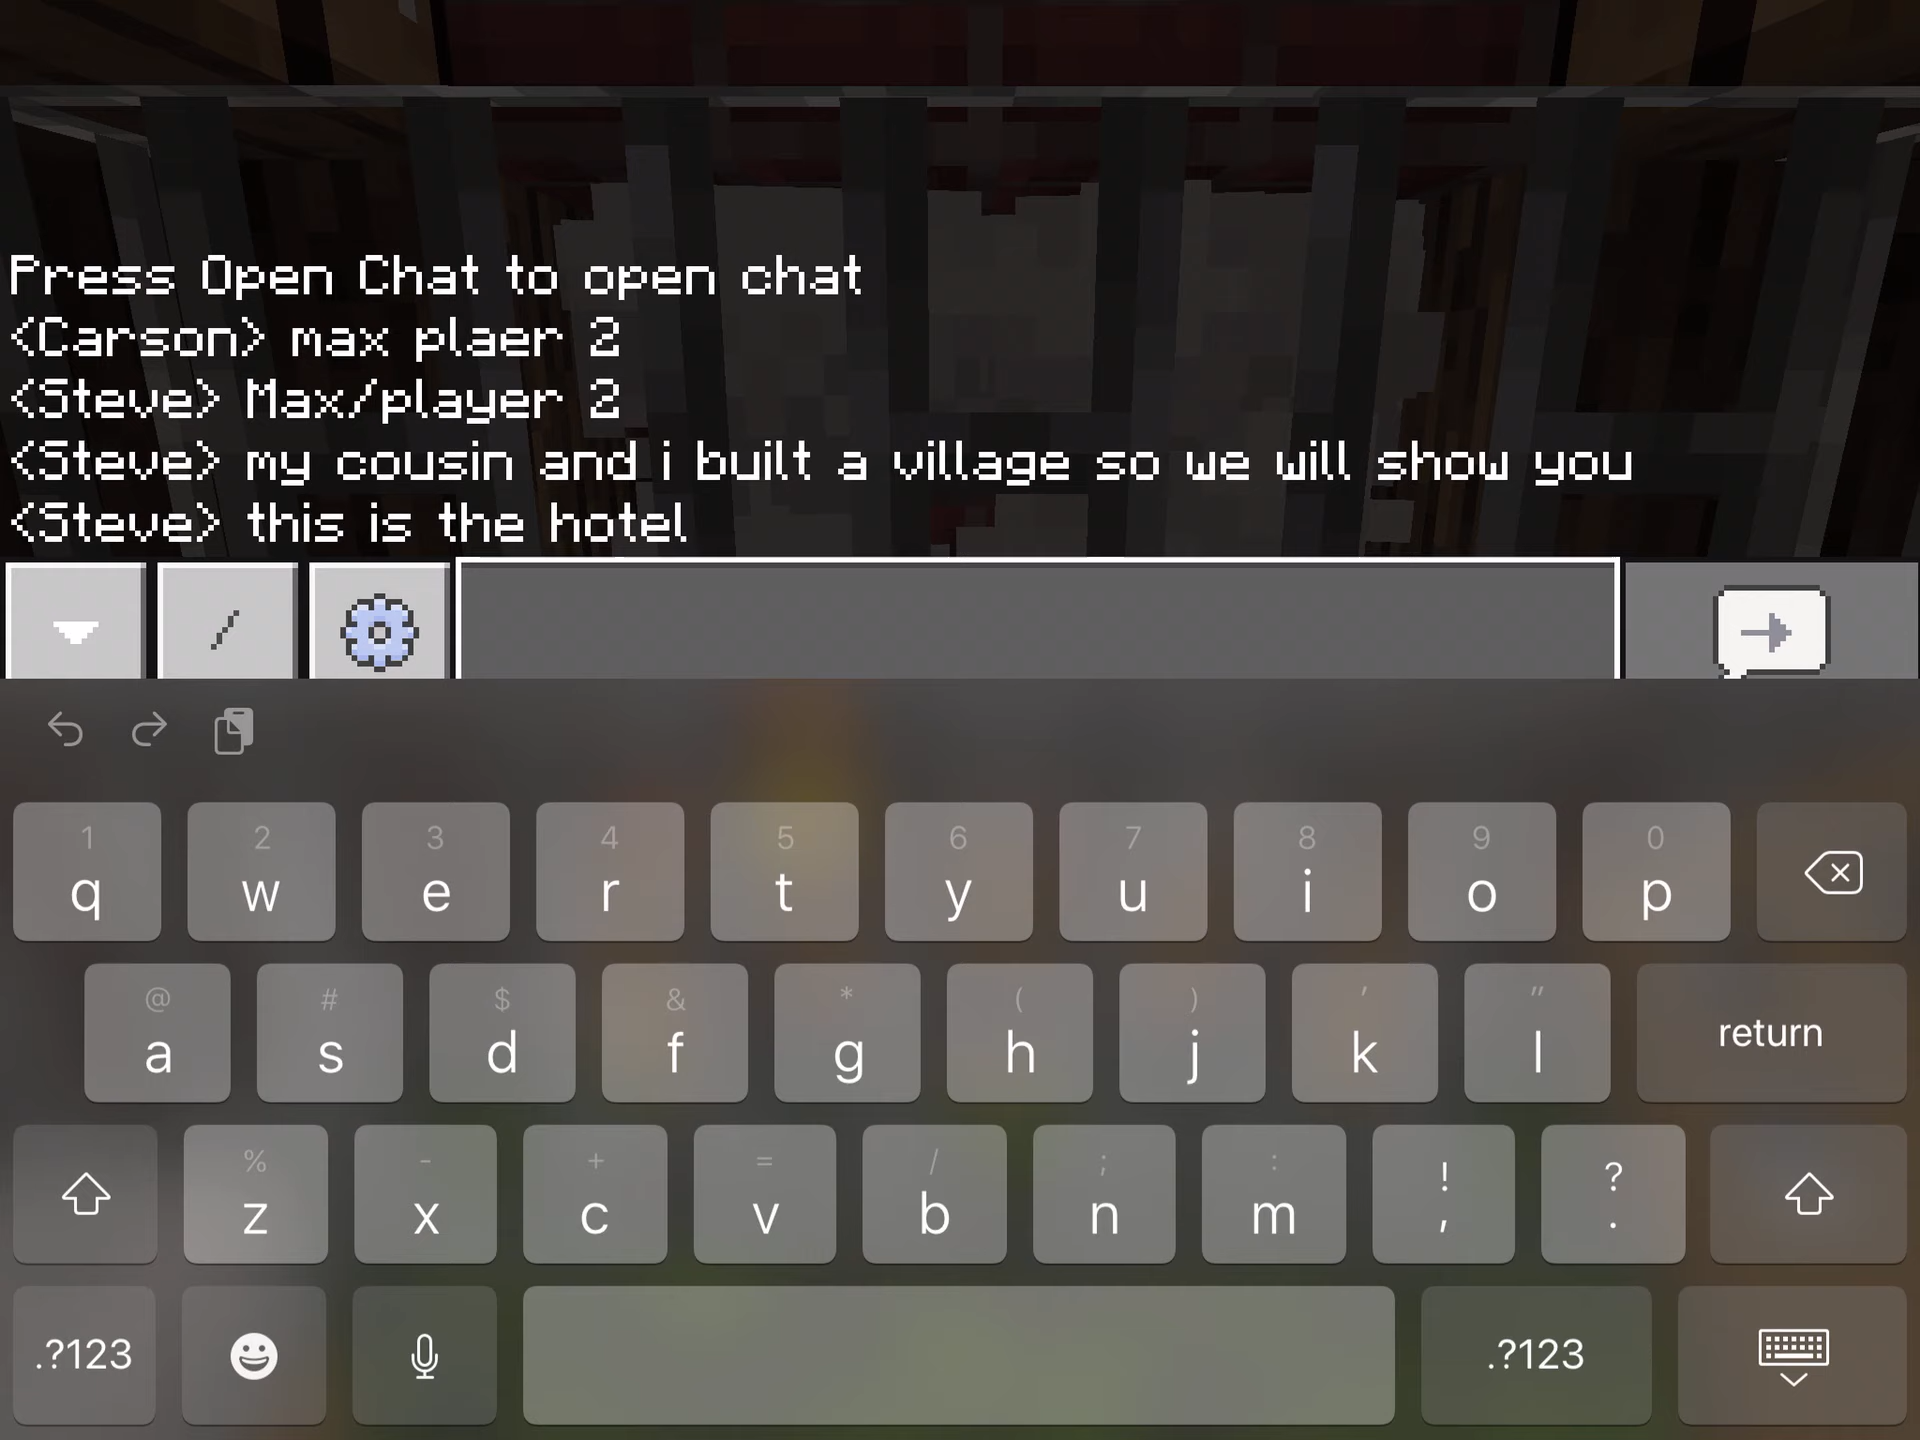 Press Open Chat to open chat
<Carson> max plaer 2
<Steve> Max/player 2
<Steve> my cousin and i built a village so we will show you
<Steve> this is the hotel
/
1 2 3 4 5 6 7 8 9 0
q w e r t y u i o p
@ # $ & * ( ) ' "
a s d f g h j k l return
% - + = / ; : ! ?
z x c v b n m , .
.?123 .?123